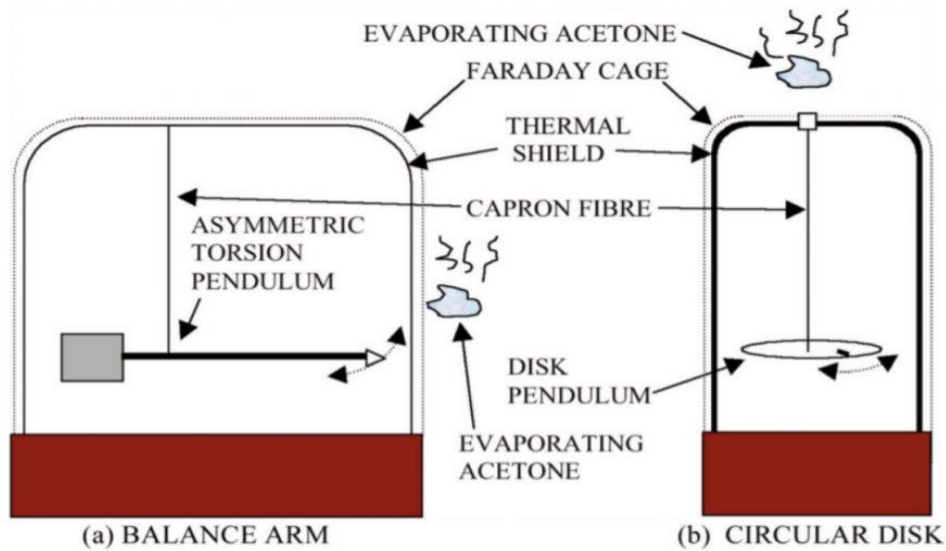 EVAPORATING ACETONE
FARADAY CAGE
THERMAL
SHIELD
CAPRON FIBRE
ASYMMETRIC
TORSION
PENDULUM
DISK
PENDULUM
EVAPORATING
ACETONE
(a) BALANCE ARM
(b) CIRCULAR DISK